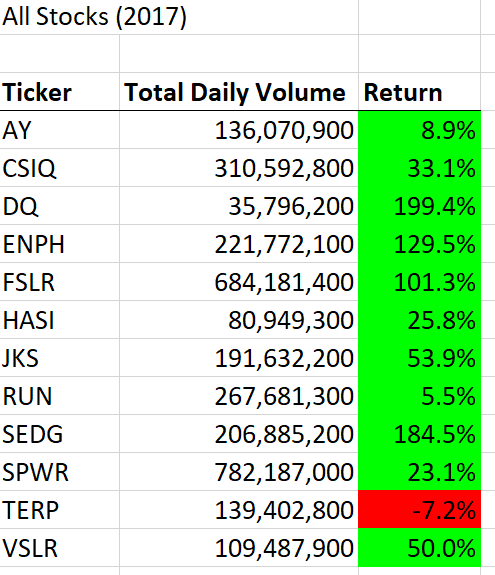 All Stocks (2017)
Ticker Total Daily Volume Return
AY 136,070,900 8.9%
CSIQ 310,592,800 33.1%
DQ 35,796,200 199.4%
ENPH 221,772,100 129.5%
FSLR 684,181,400 101.3%
HASI 80,949,300 25.8%
JKS 191,632,200 53.9%
RUN 267,681,300 5.5%
SEDG 206,885,200 184.5%
SPWR 782,187,000 23.1%
TERP 139,402,800 -7.2%
VSLR 109,487,900 50.0%